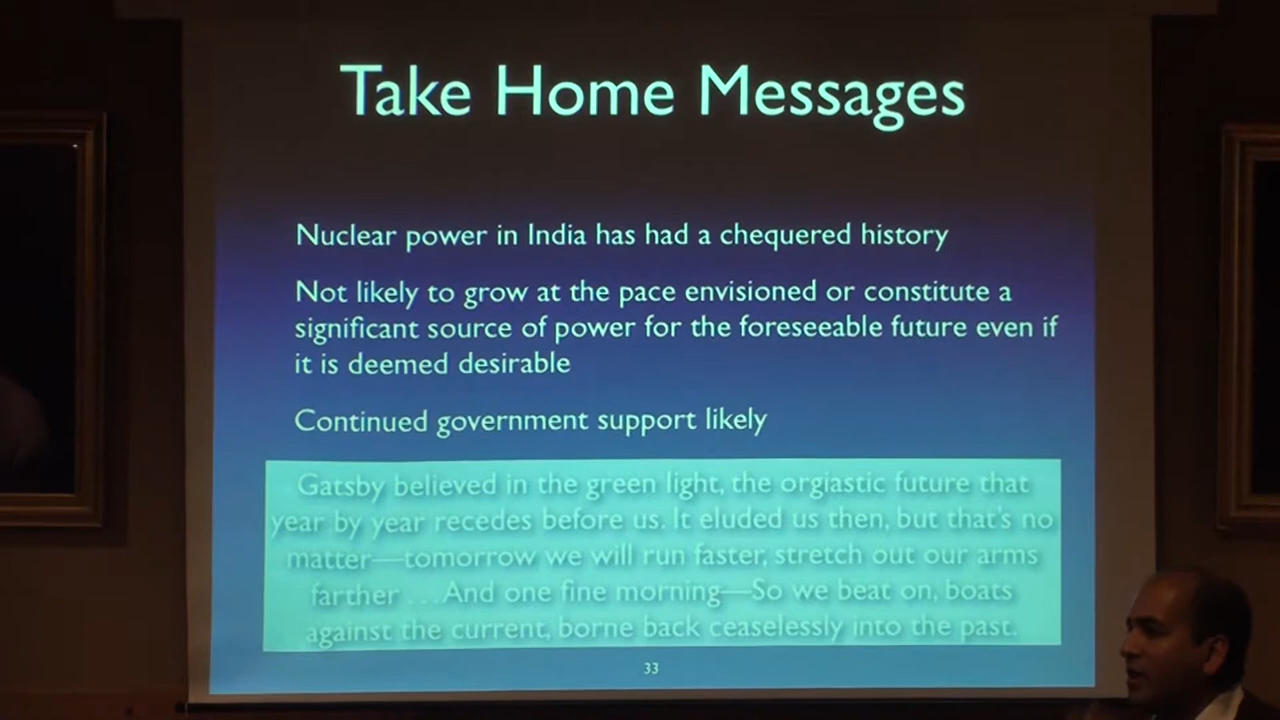 Take Home Messages
Nuclear power in India has had a chequered history
Not likely to grow at the pace envisioned or constitute a
significant source of power for the foreseeable future even if
it is deemed desirable
Continued government support likely
Gatsby believed in the green light, the orgiastic future that
year by year recedes before us. It eluded us then, but that's no
matter—tomorrow we will run faster, stretch out our arms
farther . . . And one fine morning—So we beat on, boats
against the current, borne back ceaselessly into the past.
33